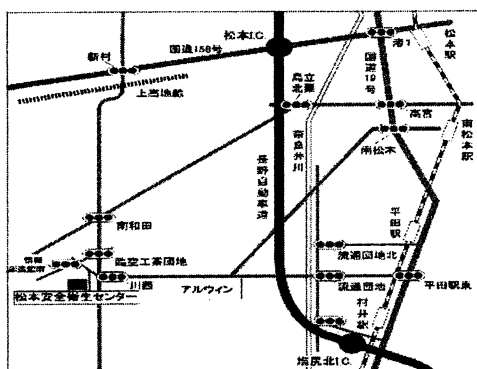 松本I.C.
国道158号
渚1
松本駅
新村
上高地線
島立北栗
国道19号
高宮
南松本
南松本駅
奈良井川
長野自動車道
南和田
平田駅
臨空工業団地
流通団地北
川西
アルウィン
流通団地
平田駅東
松本安全衛生センター
村井駅
塩尻北I.C.